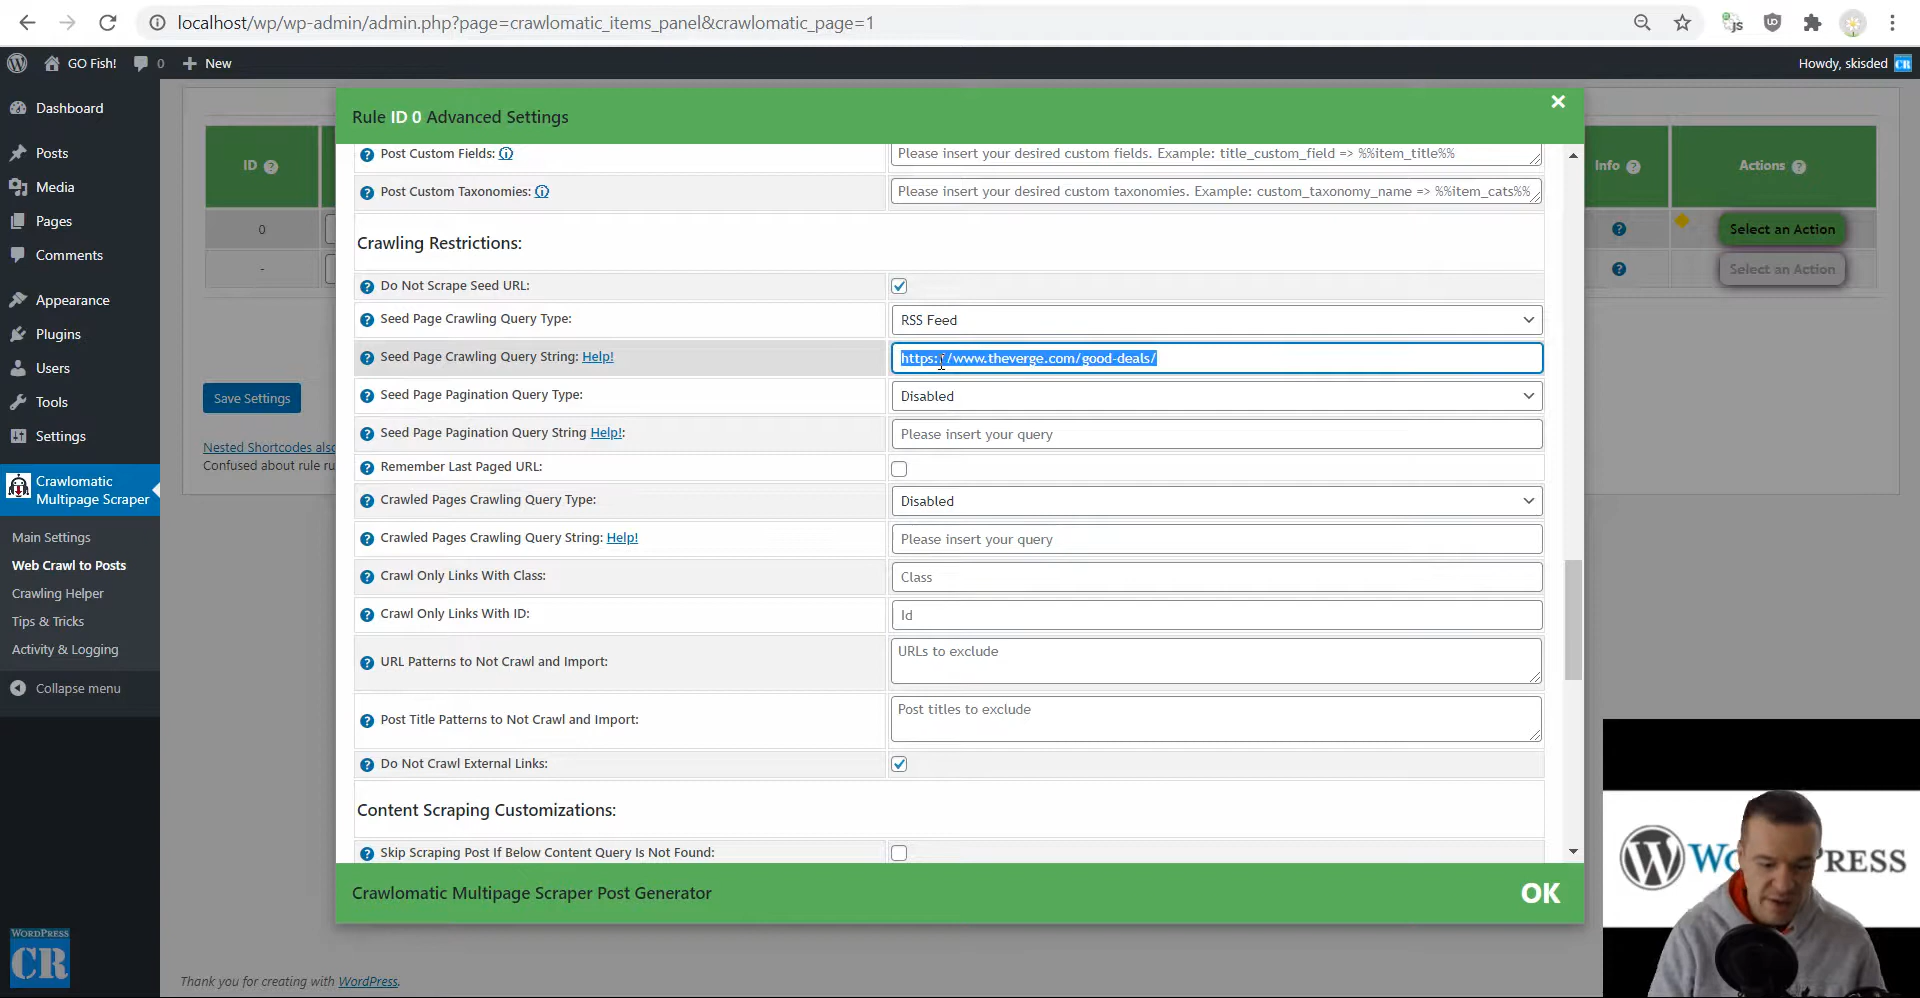 localhost/wp/wp-admin/admin.php?page=crawlomatic_items_panel&crawlomatic_page=1
GO Fish!
0
New
Howdy, skisded
CR
Dashboard
Posts
Media
Pages
Comments
Appearance
Plugins
Users
Tools
Settings
Crawlomatic
Multipage Scraper
Main Settings
Web Crawl to Posts
Crawling Helper
Tips & Tricks
Activity & Logging
Collapse menu
WORDPRESS
CR
ID
0
-
Save Settings
Nested Shortcodes also
Confused about rule ru
Thank you for creating with WordPress.
Rule ID 0 Advanced Settings
×
Post Custom Fields:
Please insert your desired custom fields. Example: title_custom_field => %%item_title%%
Post Custom Taxonomies:
Please insert your desired custom taxonomies. Example: custom_taxonomy_name => %%item_cats%%
Crawling Restrictions:
Do Not Scrape Seed URL:
Seed Page Crawling Query Type:
RSS Feed
Seed Page Crawling Query String: Help!
https://www.theverge.com/good-deals/
Seed Page Pagination Query Type:
Disabled
Seed Page Pagination Query String Help!:
Please insert your query
Remember Last Paged URL:
Crawled Pages Crawling Query Type:
Disabled
Crawled Pages Crawling Query String: Help!
Please insert your query
Crawl Only Links With Class:
Class
Crawl Only Links With ID:
Id
URL Patterns to Not Crawl and Import:
URLs to exclude
Post Title Patterns to Not Crawl and Import:
Post titles to exclude
Do Not Crawl External Links:
Content Scraping Customizations:
Skip Scraping Post If Below Content Query Is Not Found:
Crawlomatic Multipage Scraper Post Generator
OK
Info
Actions
Select an Action
Select an Action
Wo
RESS